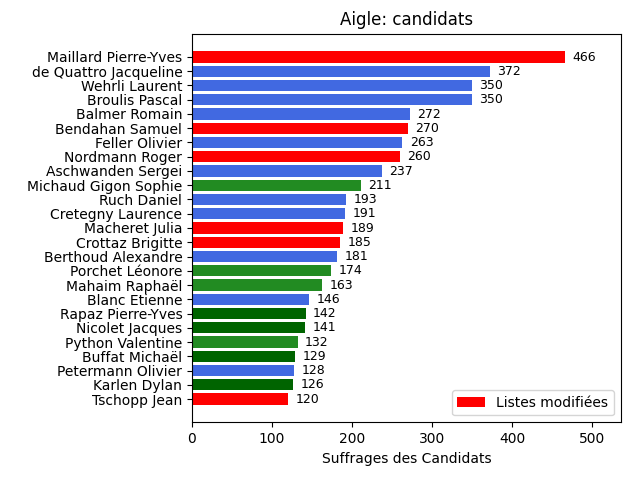 Aigle: candidats
Maillard Pierre-Yves 466
de Quattro Jacqueline 372
Wehrli Laurent 350
Broulis Pascal 350
Balmer Romain 272
Bendahan Samuel 270
Feller Olivier 263
Nordmann Roger 260
Aschwanden Sergei 237
Michaud Gigon Sophie 211
Ruch Daniel 193
Cretegny Laurence 191
Macheret Julia 189
Crottaz Brigitte 185
Berthoud Alexandre 181
Porchet Léonore 174
Mahaim Raphaël 163
Blanc Etienne 146
Rapaz Pierre-Yves 142
Nicolet Jacques 141
Python Valentine 132
Buffat Michaël 129
Petermann Olivier 128
Karlen Dylan 126
Tschopp Jean 120
Listes modifiées
0 100 200 300 400 500
Suffrages des Candidats